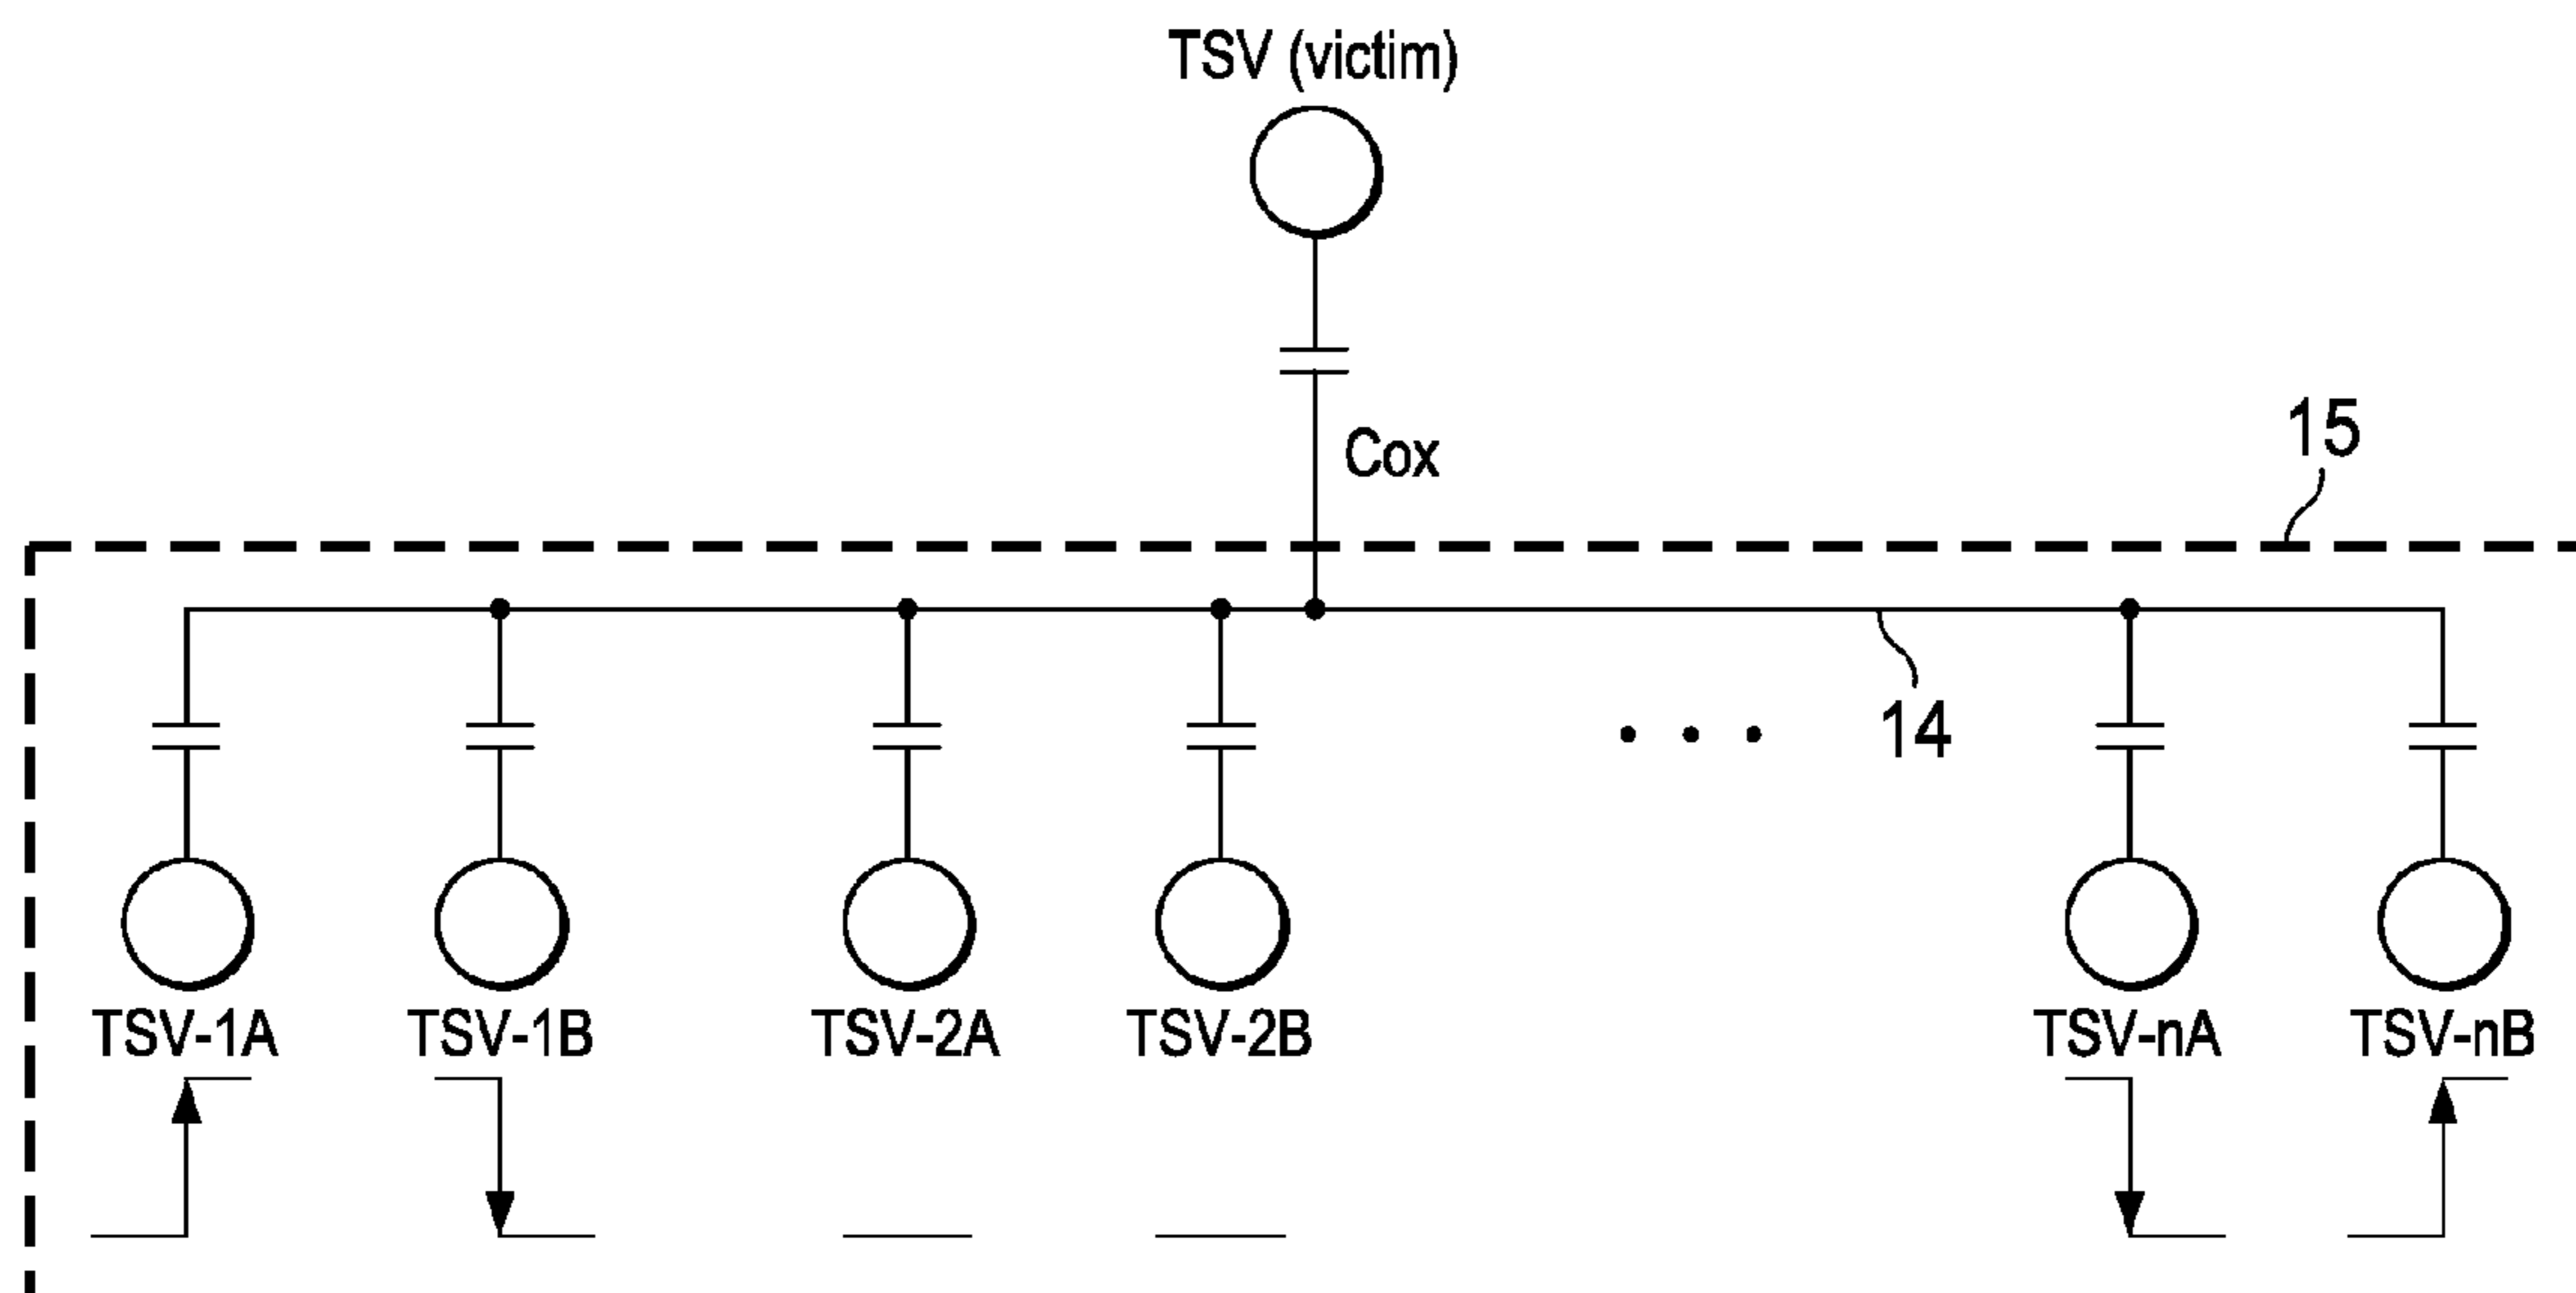 TSV (victim)
Cox
15
14
TSV-1A
TSV-1B
TSV-2A
TSV-2B
TSV-nA
TSV-nB